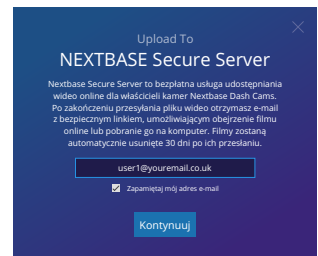 Upload To
NEXTBASE Secure Server
Nextbase Secure Server to bezpłatna usługa udostępniania
wideo online dla właścicieli kamer Nextbase Dash Cams.
Po zakończeniu przesyłania pliku wideo otrzymasz e-mail
z bezpiecznym linkiem, umożliwiającym obejrzenie filmu
online lub pobranie go na komputer. Filmy zostaną
automatycznie usunięte 30 dni po ich przesłaniu.
user1@youremail.co.uk
Zapamiętaj mój adres e-mail
Kontynuuj